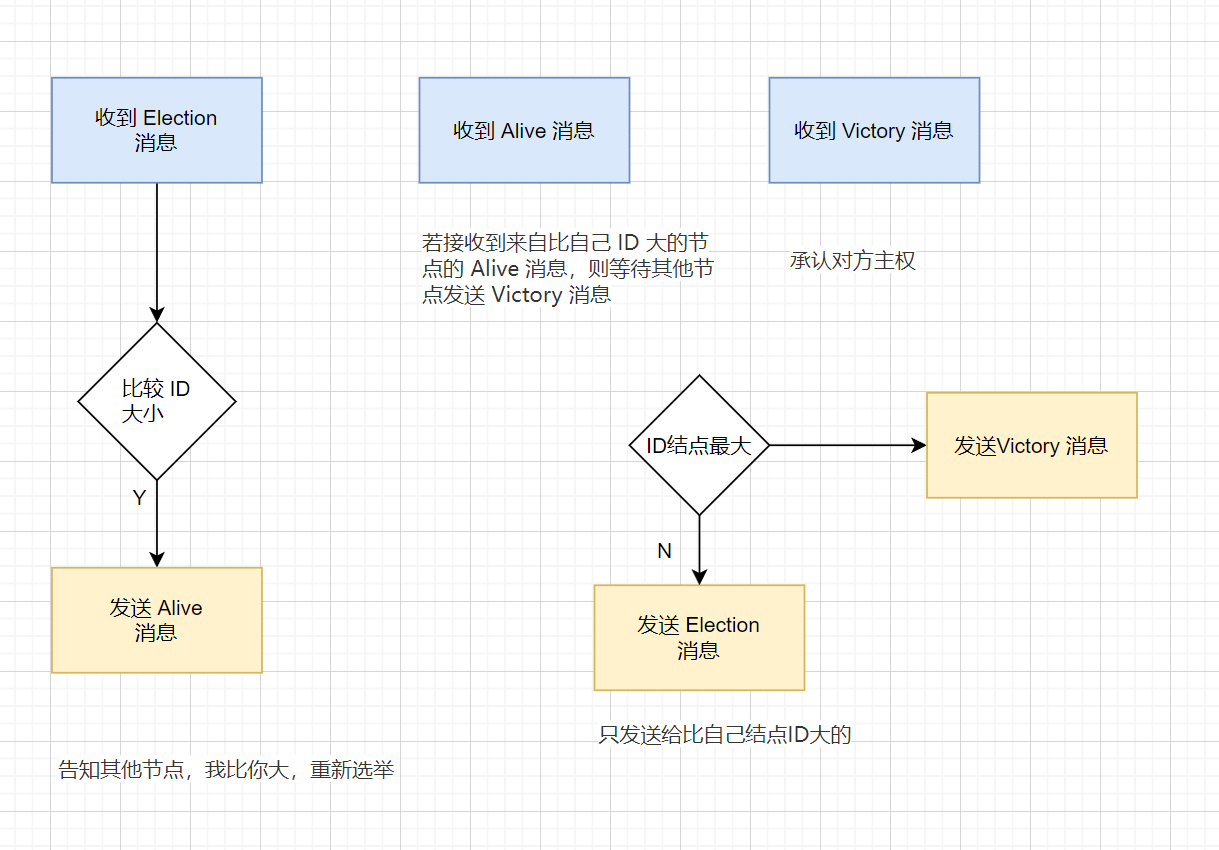 收到 Election
消息
收到 Alive 消息
收到 Victory 消息
若接收到来自比自己 ID 大的节
点的 Alive 消息，则等待其他节
点发送 Victory 消息
承认对方主权
比较 ID
大小
ID结点最大
发送Victory 消息
Y
N
发送 Alive
消息
发送 Election
消息
只发送给比自己结点ID大的
告知其他节点，我比你大，重新选举